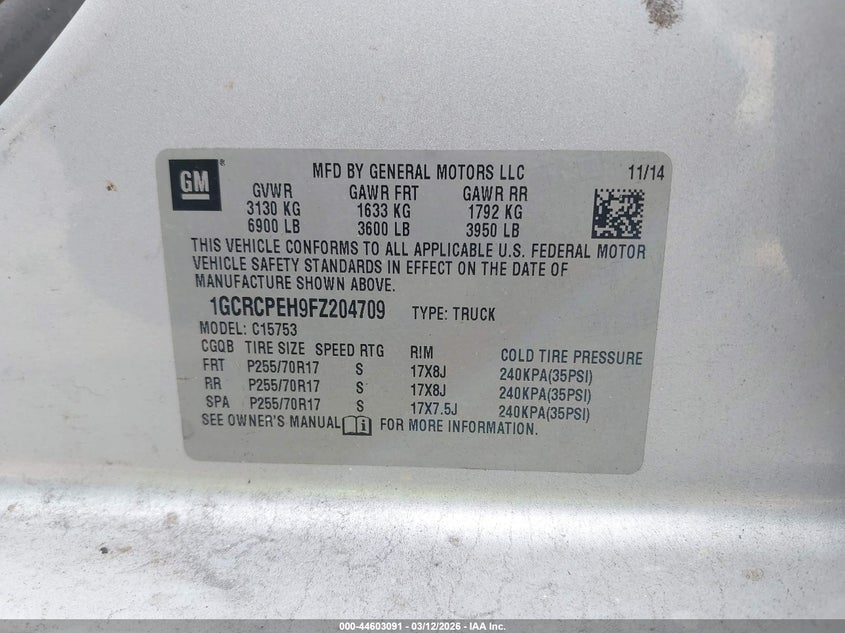 GM MFD BY GENERAL MOTORS LLC 11/14
GVWR GAWR FRT GAWR RR
3130 KG 1633 KG 1792 KG
6900 LB 3600 LB 3950 LB
THIS VEHICLE CONFORMS TO ALL APPLICABLE U.S. FEDERAL MOTOR
VEHICLE SAFETY STANDARDS IN EFFECT ON THE DATE OF
MANUFACTURE SHOWN ABOVE.
1GCRCPEH9FZ204709 TYPE: TRUCK
MODEL: C15753
CGQB TIRE SIZE SPEED RTG RIM COLD TIRE PRESSURE
FRT P255/70R17 S 17X8J 240KPA(35PSI)
RR P255/70R17 S 17X8J 240KPA(35PSI)
SPA P255/70R17 S 17X7.5J 240KPA(35PSI)
SEE OWNER'S MANUAL FOR MORE INFORMATION.
000-44603091 - 03/12/2026 - IAA Inc.